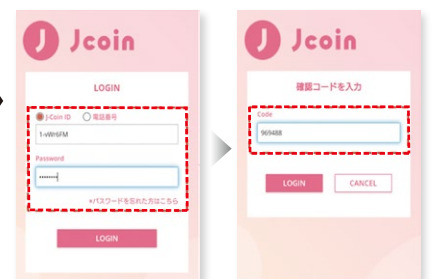 Jcoin
LOGIN
J-Coin ID 電話番号
1-vWr6FM
Password
••••••••
*パスワードを忘れた方はこちら
LOGIN
Jcoin
確認コードを入力
Code
969488
LOGIN CANCEL